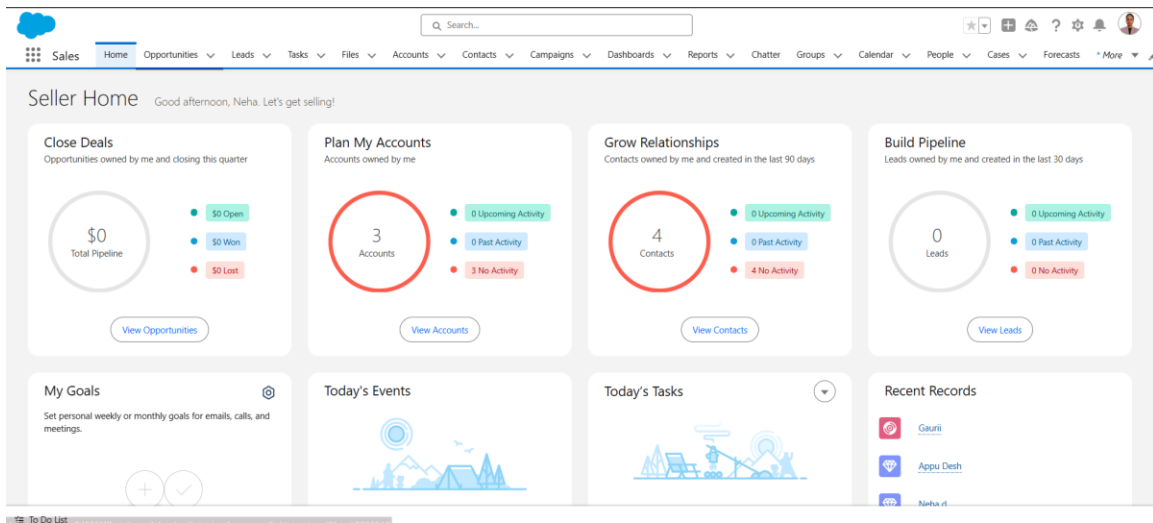 Search...
Sales Home Opportunities Leads Tasks Files Accounts Contacts Campaigns Dashboards Reports Chatter Groups Calendar People Cases Forecasts * More
Seller Home Good afternoon, Neha. Let's get selling!
Close Deals
Opportunities owned by me and closing this quarter
$0
Total Pipeline
$0 Open
$0 Won
$0 Lost
View Opportunities
Plan My Accounts
Accounts owned by me
3
Accounts
0 Upcoming Activity
0 Past Activity
3 No Activity
View Accounts
Grow Relationships
Contacts owned by me and created in the last 90 days
4
Contacts
0 Upcoming Activity
0 Past Activity
4 No Activity
View Contacts
Build Pipeline
Leads owned by me and created in the last 30 days
0
Leads
0 Upcoming Activity
0 Past Activity
0 No Activity
View Leads
My Goals
Set personal weekly or monthly goals for emails, calls, and
meetings.
Today's Events
Today's Tasks
Recent Records
Gaurii
Appu Desh
Neha d
To Do List